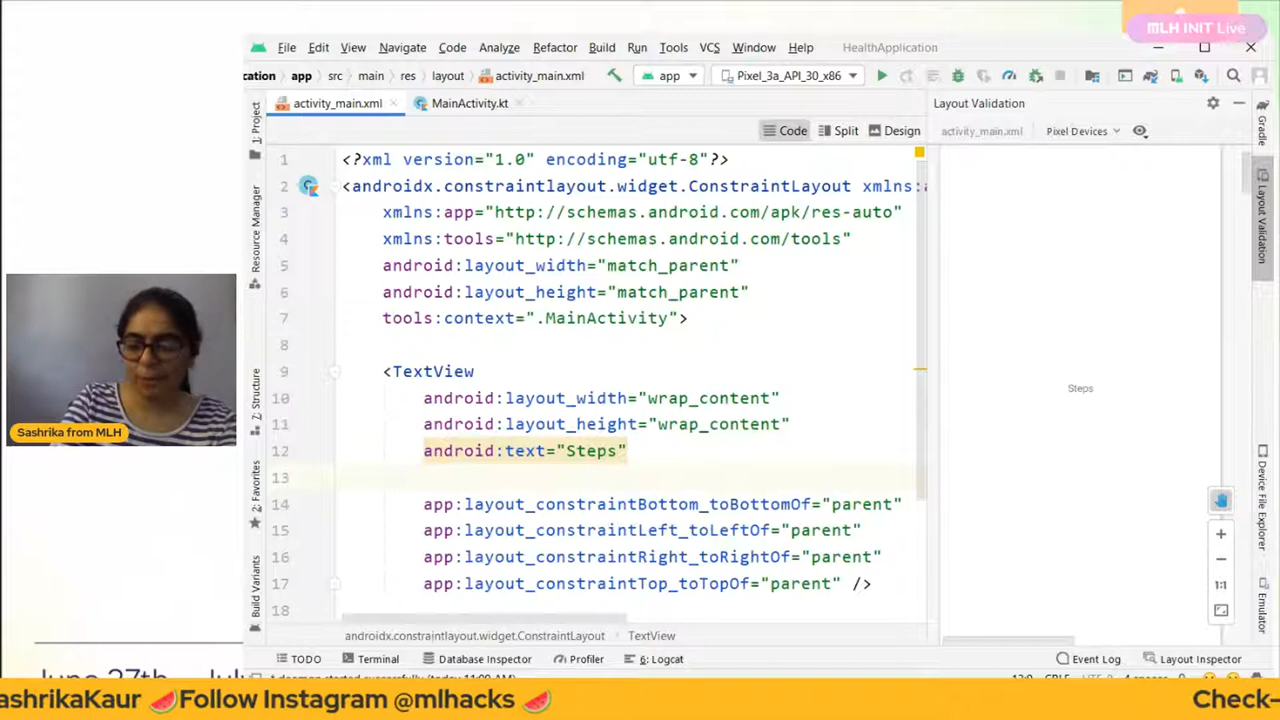 MLH INIT Live
File Edit View Navigate Code Analyze Refactor Build Run Tools VCS Window Help HealthApplication
cation app src main res layout activity_main.xml app Pixel_3a_API_30_x86
activity_main.xml MainActivity.kt Layout Validation
Code Split Design activity_main.xml Pixel Devices
1 <?xml version="1.0" encoding="utf-8"?>
2 <androidx.constraintlayout.widget.ConstraintLayout xmlns:a
3 xmlns:app="http://schemas.android.com/apk/res-auto"
4 xmlns:tools="http://schemas.android.com/tools"
5 android:layout_width="match_parent"
6 android:layout_height="match_parent"
7 tools:context=".MainActivity">
8
9 <TextView
10 android:layout_width="wrap_content"
11 android:layout_height="wrap_content"
12 android:text="Steps"
13
14 app:layout_constraintBottom_toBottomOf="parent"
15 app:layout_constraintLeft_toLeftOf="parent"
16 app:layout_constraintRight_toRightOf="parent"
17 app:layout_constraintTop_toTopOf="parent" />
18
1: Project
Resource Manager
7: Structure
2: Favorites
Build Variants
Sashrika from MLH
Steps
1:1
Gradle
Layout Validation
Device File Explorer
Emulator
androidx.constraintlayout.widget.ConstraintLayout TextView
TODO Terminal Database Inspector Profiler 6: Logcat Event Log Layout Inspector
June 27th
ashrikaKaur 🍉Follow Instagram @mlhacks 🍉 Check-